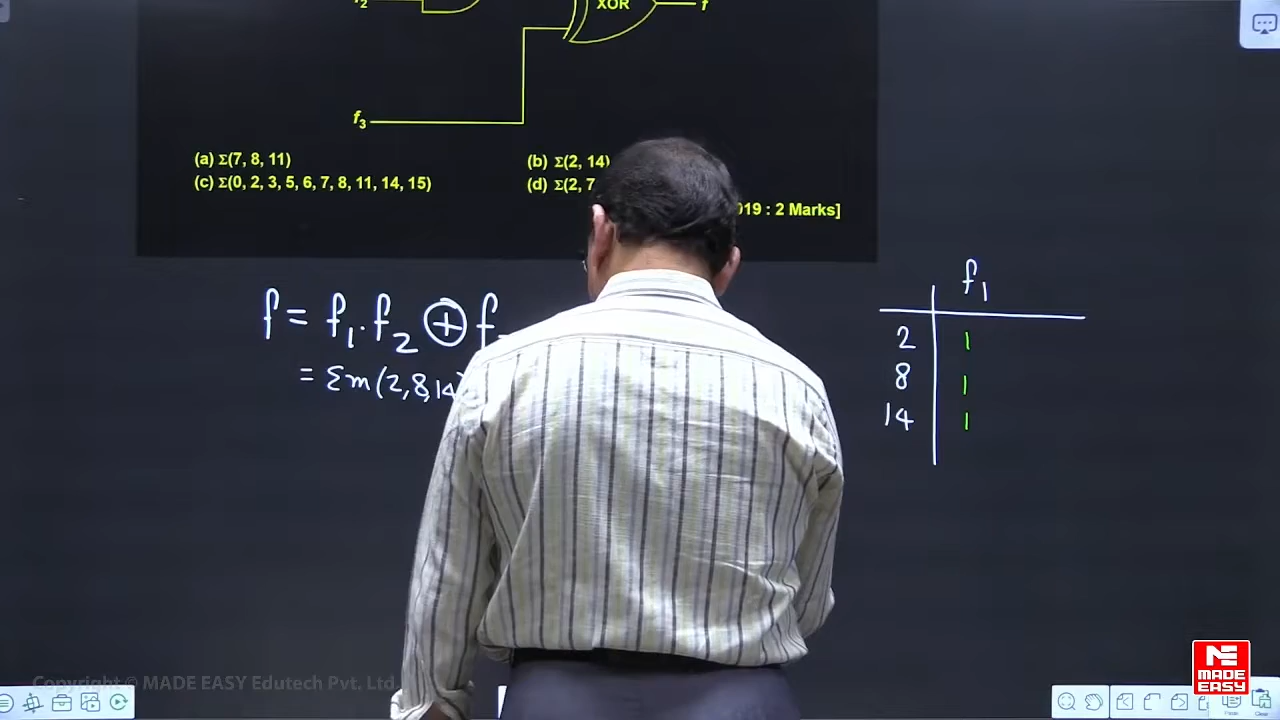 f2
XOR
f
f3
(a) Σ(7, 8, 11)
(b) Σ(2, 14)
(c) Σ(0, 2, 3, 5, 6, 7, 8, 11, 14, 15)
(d) Σ(2, 7
019 : 2 Marks]
f = f1.f2 ⊕ f
= Σm(2,8,14
f1
2 1
8 1
14 1
Copyright © MADE EASY Edutech Pvt. Ltd.
MADE
EASY